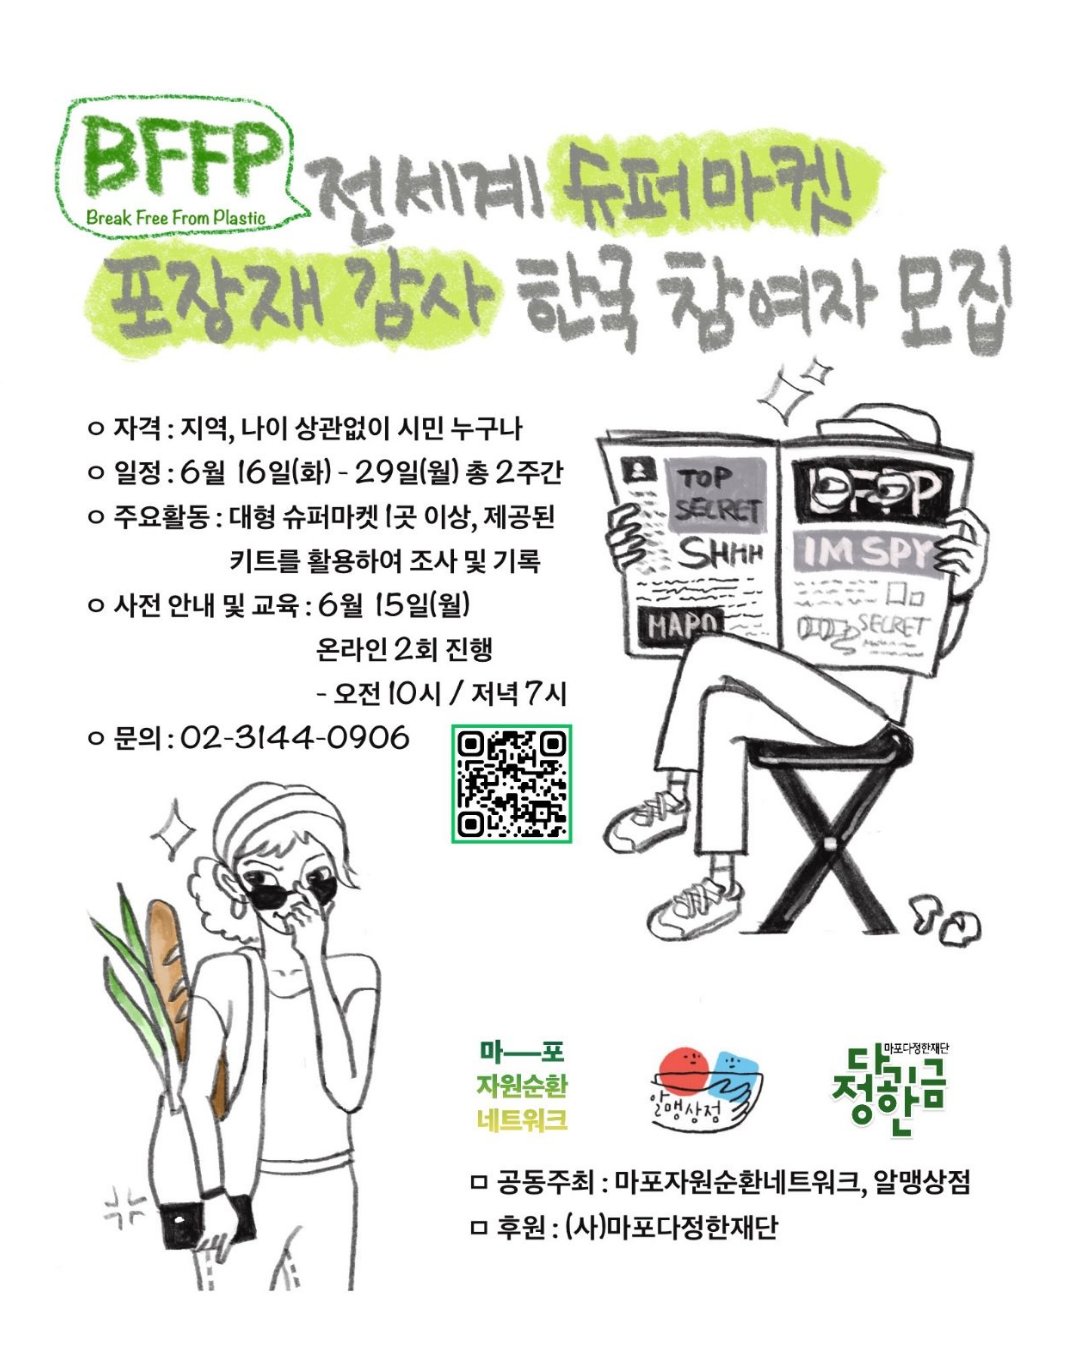 BFFP
Break Free From Plastic
전세계 슈퍼마켓
포장재 감사 한국 참여자 모집
ㅇ 자격 : 지역, 나이 상관없이 시민 누구나
ㅇ 일정 : 6월 16일(화) - 29일(월) 총 2주간
ㅇ 주요활동 : 대형 슈퍼마켓 1곳 이상, 제공된
키트를 활용하여 조사 및 기록
ㅇ 사전 안내 및 교육 : 6월 15일(월)
온라인 2회 진행
- 오전 10시 / 저녁 7시
ㅇ 문의 : 02-3144-0906
TOP
SECRET
SHHH
MAPO
BFFP
IM SPY
SECRET
마—포
자원순환
네트워크
알맹상점
마포다정한재단
다정한 지금
ㅁ 공동주최 : 마포자원순환네트워크, 알맹상점
ㅁ 후원 : (사)마포다정한재단